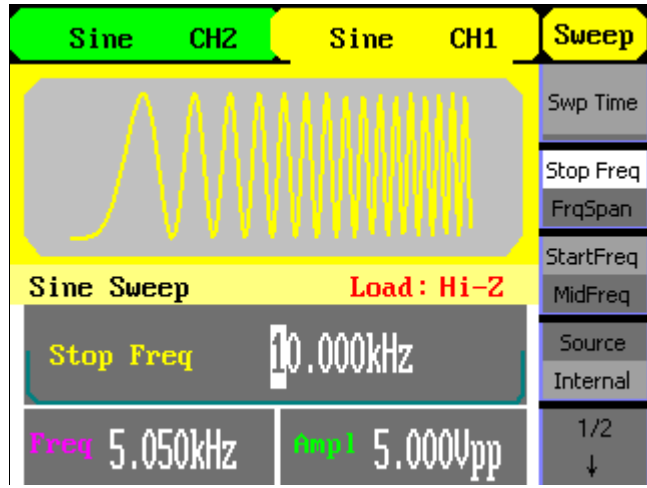 Sine CH2 Sine CH1 Sweep
Swp Time
Stop Freq
FrqSpan
StartFreq
MidFreq
Sine Sweep Load: Hi-Z
Stop Freq 10.000kHz
Source
Internal
Freq 5.050kHz Ampl 5.000Vpp
1/2
↓